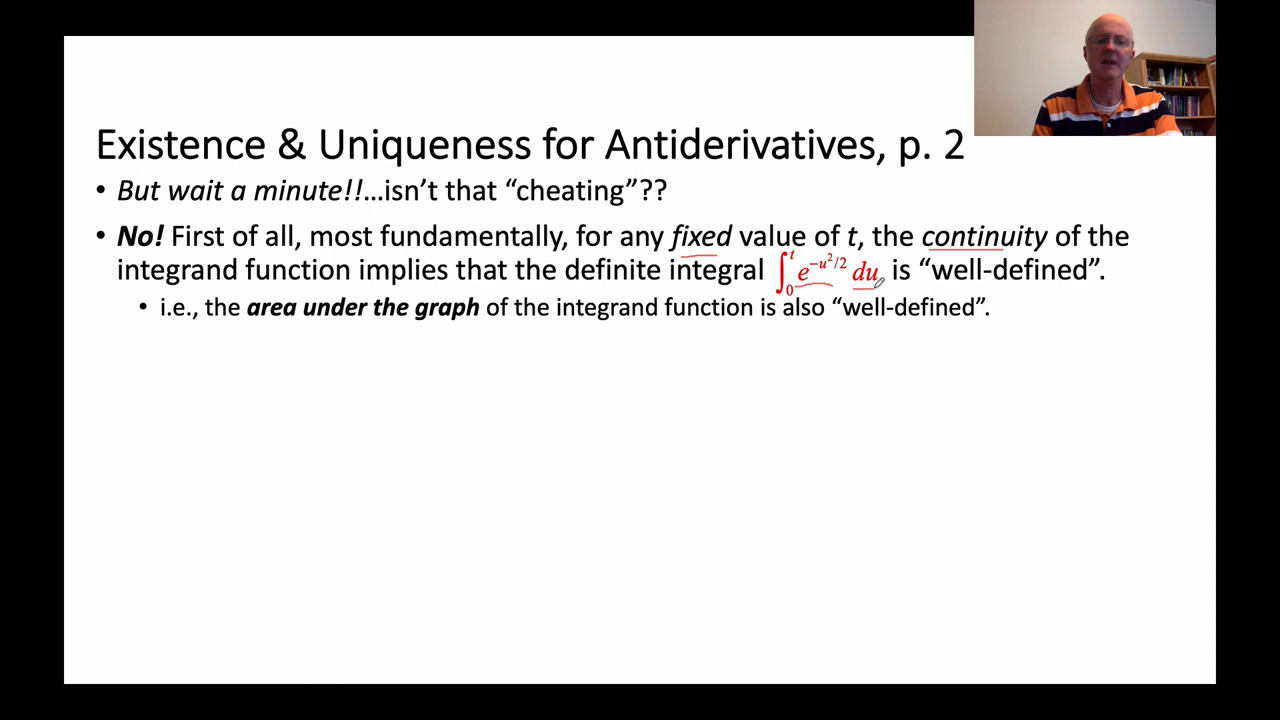 Existence & Uniqueness for Antiderivatives, p. 2
• But wait a minute!!…isn’t that “cheating”??
• No! First of all, most fundamentally, for any fixed value of t, the continuity of the
integrand function implies that the definite integral ∫₀ᵗ e^{−u²/2} du is “well-defined”.
• i.e., the area under the graph of the integrand function is also “well-defined”.